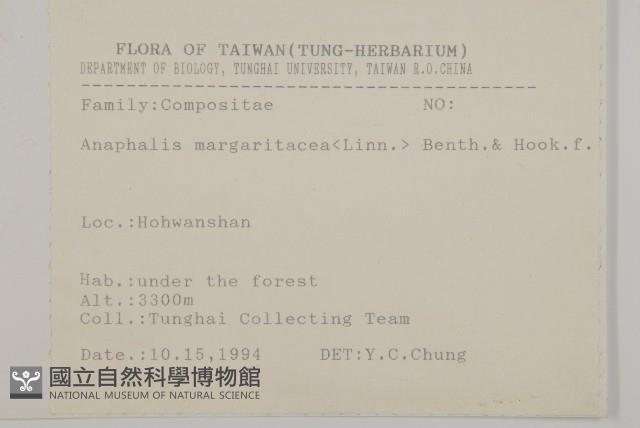 FLORA OF TAIWAN(TUNG-HERBARIUM)
DEPARTMENT OF BIOLOGY, TUNGHAI UNIVERSITY, TAIWAN R.O.CHINA
Family:Compositae NO:
Anaphalis margaritacea<Linn.> Benth.& Hook.f.
Loc.:Hohwanshan
Hab.:under the forest
Alt.:3300m
Coll.:Tunghai Collecting Team
Date.:10.15,1994 DET:Y.C.Chung
國立自然科學博物館
NATIONAL MUSEUM OF NATURAL SCIENCE